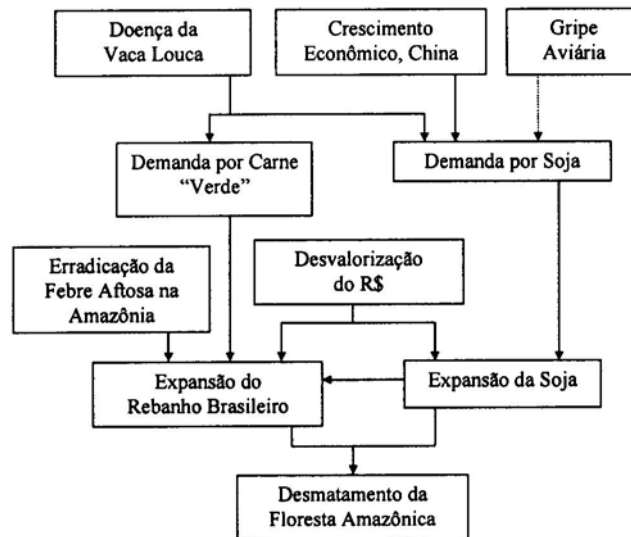 Doença da
Vaca Louca
Crescimento
Econômico, China
Gripe
Aviária
Demanda por Carne
“Verde”
Demanda por Soja
Erradicação da
Febre Aftosa na
Amazônia
Desvalorização
do R$
Expansão do
Rebanho Brasileiro
Expansão da Soja
Desmatamento da
Floresta Amazônica